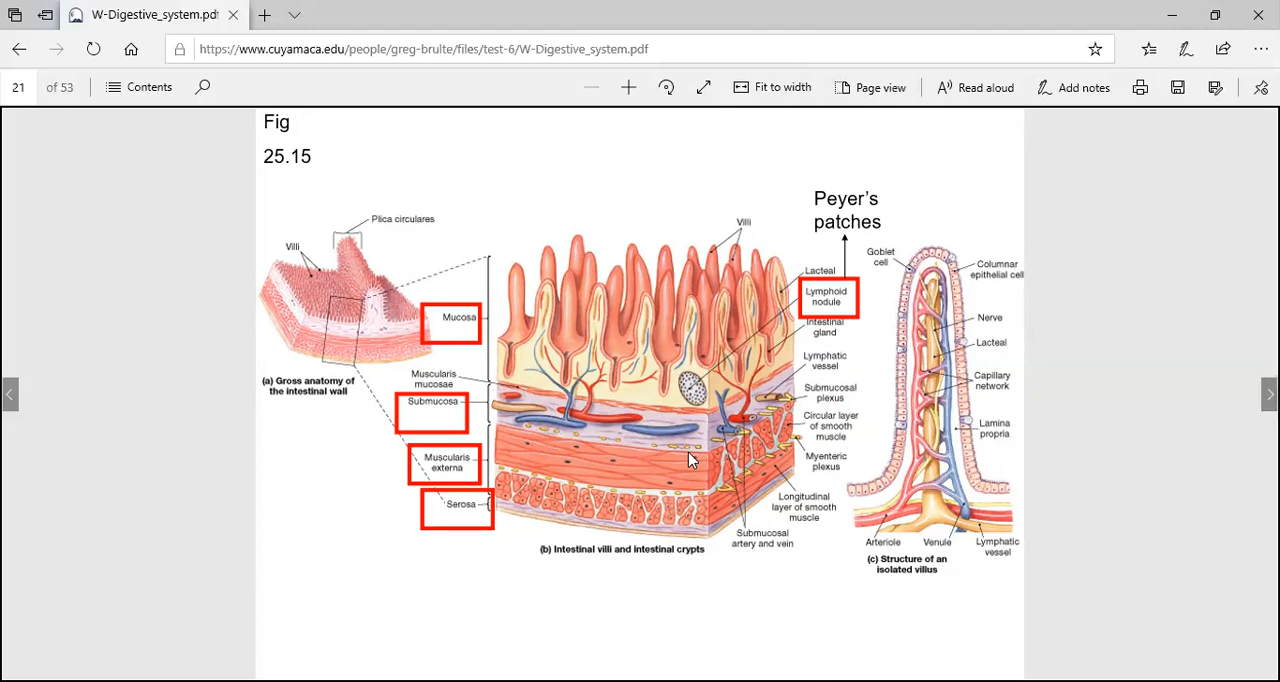 W-Digestive_system.pdf
https://www.cuyamaca.edu/people/greg-brulte/files/test-6/W-Digestive_system.pdf
21 of 53
Contents
Fit to width
Page view
Read aloud
Add notes
Fig
25.15
Plica circulares
Villi
(a) Gross anatomy of
the intestinal wall
Mucosa
Muscularis
mucosae
Submucosa
Muscularis
externa
Serosa
Villi
Peyer's
patches
Lacteal
Lymphoid
nodule
Intestinal
gland
Lymphatic
vessel
Submucosal
plexus
Circular layer
of smooth
muscle
Myenteric
plexus
Longitudinal
layer of smooth
muscle
Submucosal
artery and vein
(b) Intestinal villi and intestinal crypts
Goblet
cell
Columnar
epithelial cell
Nerve
Lacteal
Capillary
network
Lamina
propria
Arteriole
Venule
Lymphatic
vessel
(c) Structure of an
isolated villus